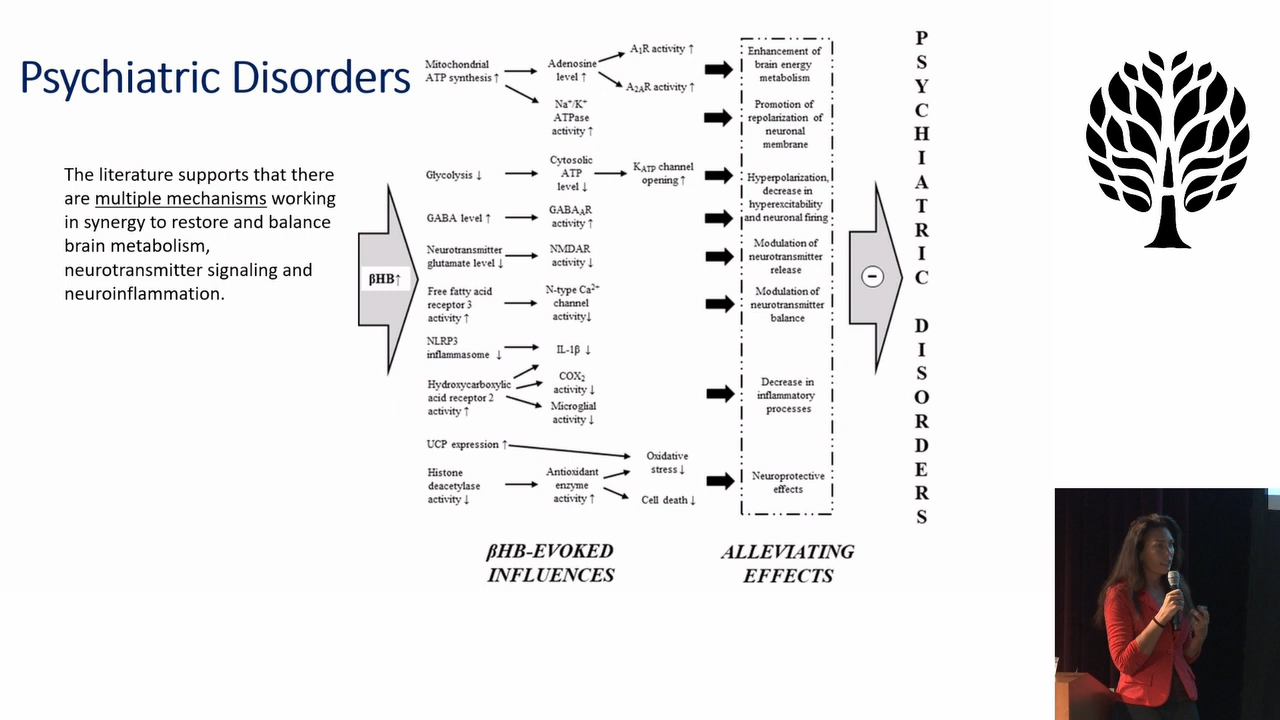 Psychiatric Disorders
The literature supports that there
are multiple mechanisms working
in synergy to restore and balance
brain metabolism,
neurotransmitter signaling and
neuroinflammation.
βHB↑
Mitochondrial
ATP synthesis ↑
Adenosine
level ↑
A₁R activity ↑
A₂ₐR activity ↑
Na⁺/K⁺
ATPase
activity ↑
Glycolysis ↓
Cytosolic
ATP
level ↓
K_ATP channel
opening ↑
GABA level ↑
GABA_AR
activity ↑
Neurotransmitter
glutamate level ↓
NMDAR
activity ↓
Free fatty acid
receptor 3
activity ↑
N-type Ca²⁺
channel
activity↓
NLRP3
inflammasome ↓
IL-1β ↓
Hydroxycarboxylic
acid receptor 2
activity ↑
COX₂
activity ↓
Microglial
activity ↓
UCP expression ↑
Oxidative
stress ↓
Histone
deacetylase
activity ↓
Antioxidant
enzyme
activity ↑
Cell death ↓
Enhancement of
brain energy
metabolism
Promotion of
repolarization of
neuronal
membrane
Hyperpolarization,
decrease in
hyperexcitability
and neuronal firing
Modulation of
neurotransmitter
release
Modulation of
neurotransmitter
balance
Decrease in
inflammatory
processes
Neuroprotective
effects
−
PSYCHIATRIC DISORDERS
βHB-EVOKED
INFLUENCES
ALLEVIATING
EFFECTS